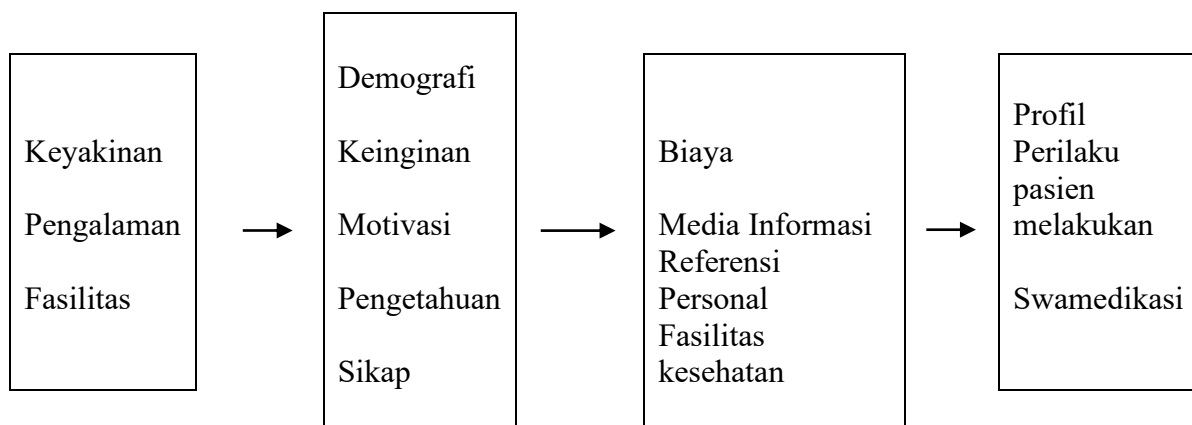 Keyakinan
Pengalaman
Fasilitas
Demografi
Keinginan
Motivasi
Pengetahuan
Sikap
Biaya
Media Informasi
Referensi
Personal
Fasilitas
kesehatan
Profil
Perilaku
pasien
melakukan
Swamedikasi